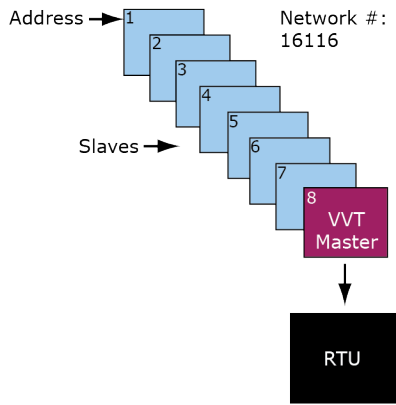 Address
Network #:
16116
1
2
3
4
5
Slaves
6
7
8
VVT
Master
RTU